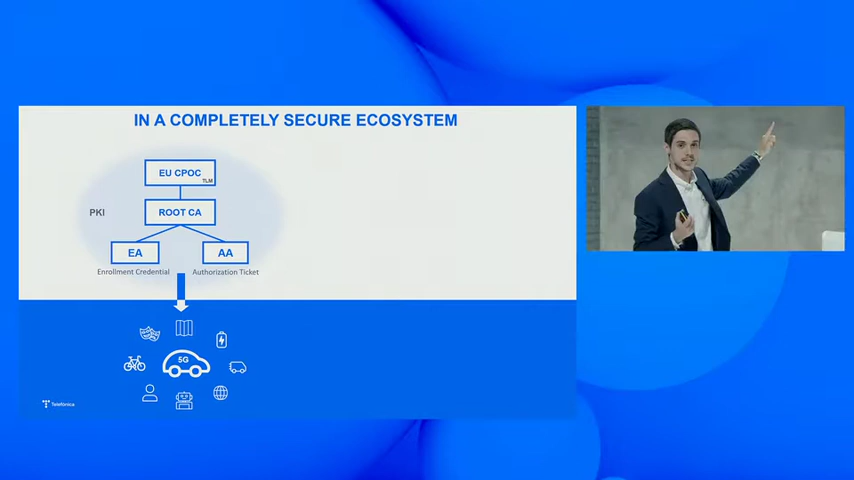 IN A COMPLETELY SECURE ECOSYSTEM
EU CPOC
TLM
PKI
ROOT CA
EA
AA
Enrollment Credential
Authorization Ticket
5G
Telefónica